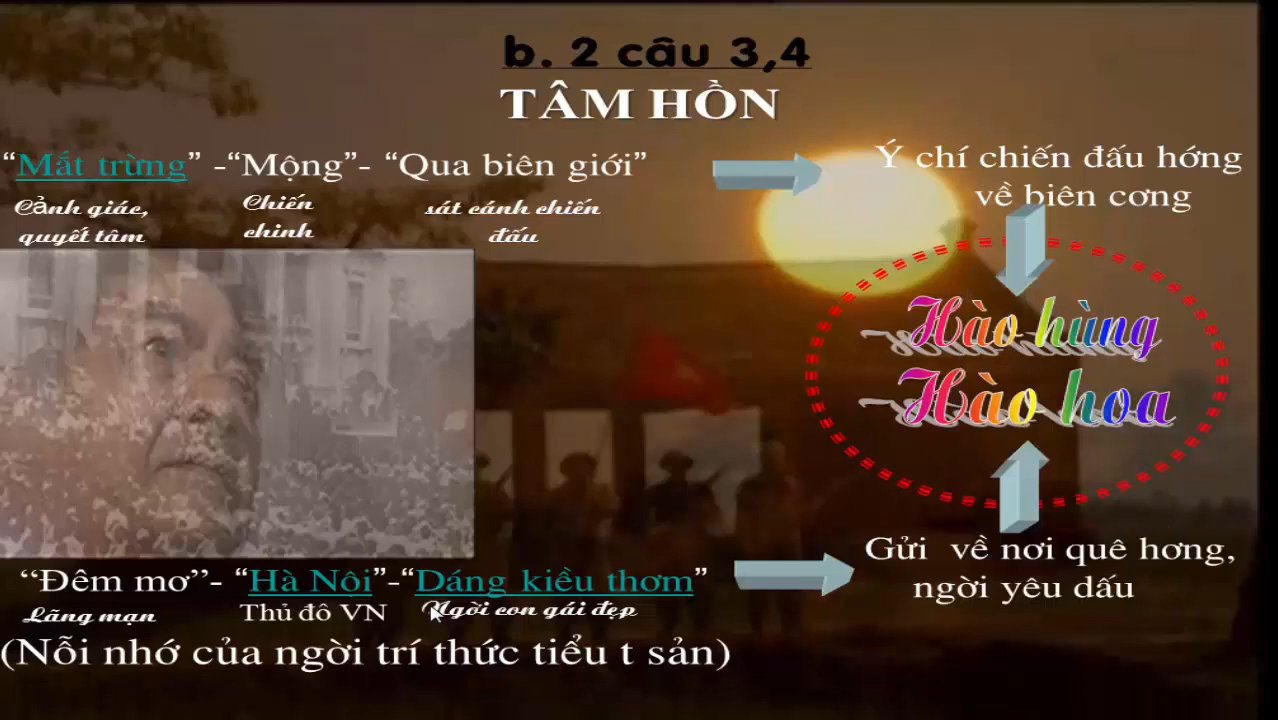 b. 2 câu 3,4
TÂM HỒN
“Mắt trừng” -“Mộng”- “Qua biên giới”
Cảnh giác,
quyết tâm
Chiến
chinh
sát cánh chiến
đấu
Ý chí chiến đấu hớng
về biên cơng
Hào hùng
Hào hoa
Gửi về nơi quê hơng,
ngời yêu dấu
“Đêm mơ”- “Hà Nội”-“Dáng kiều thơm”
Lãng mạn
Thủ đô VN
Ngời con gái đẹp
(Nỗi nhớ của ngời trí thức tiểu t sản)